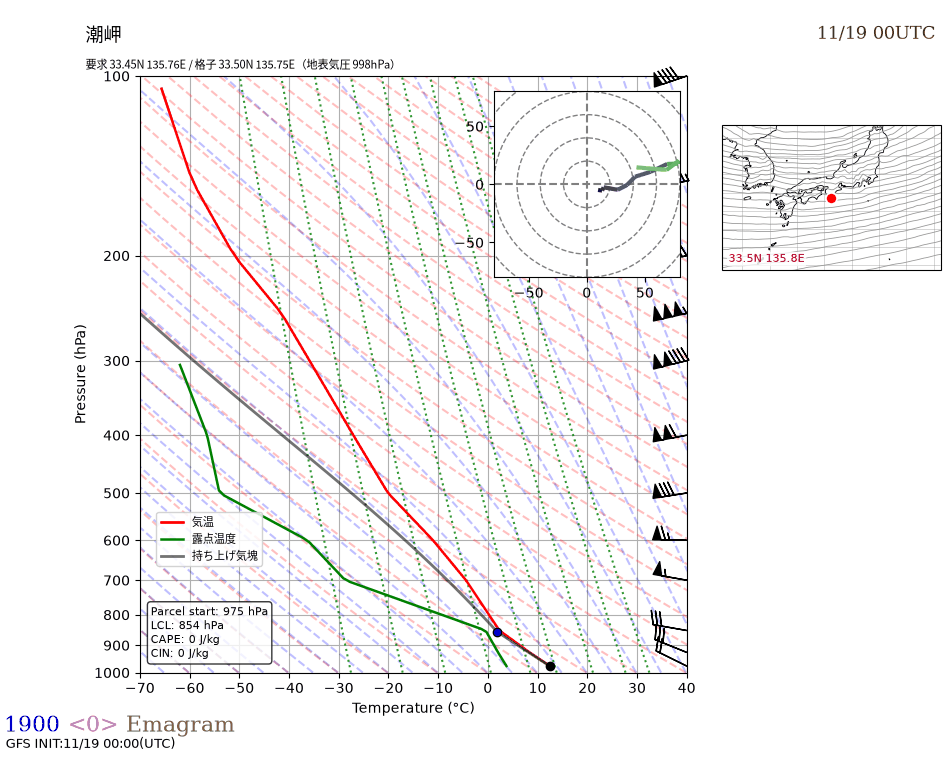 潮岬
11/19 00UTC
要求 33.45N 135.76E / 格子 33.50N 135.75E（地表気圧 998hPa）
100
200
300
400
500
600
700
800
900
1000
Pressure (hPa)
50
0
−50
−50 0 50
33.5N 135.8E
気温
露点温度
持ち上げ気塊
Parcel start: 975 hPa
LCL: 854 hPa
CAPE: 0 J/kg
CIN: 0 J/kg
−70 −60 −50 −40 −30 −20 −10 0 10 20 30 40
Temperature (°C)
1900 <0> Emagram
GFS INIT:11/19 00:00(UTC)